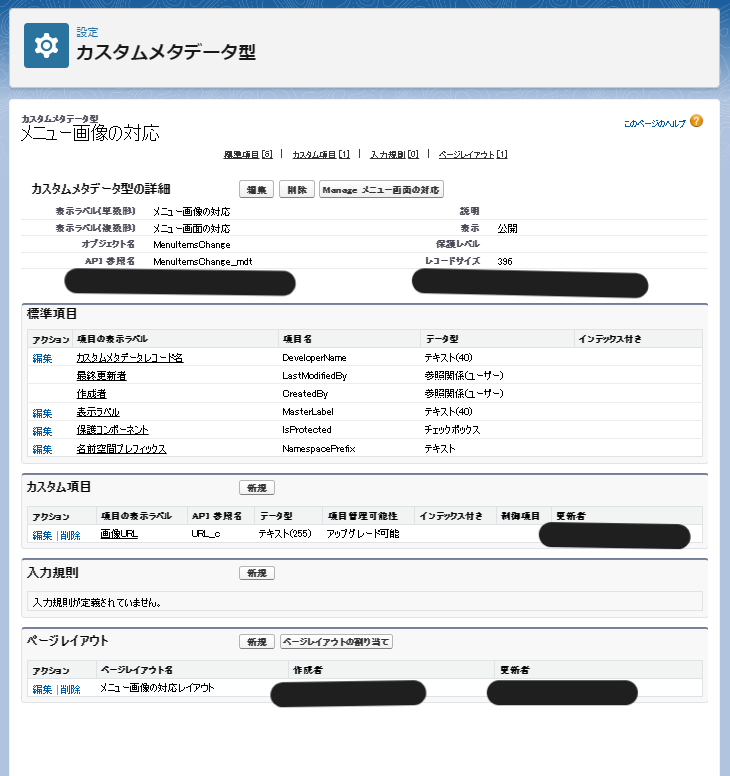 設定
カスタムメタデータ型
カスタムメタデータ型
メニュー画像の対応
このページのヘルプ ?
標準項目 [6] | カスタム項目 [1] | 入力規則 [0] | ページレイアウト [1]
カスタムメタデータ型の詳細 編集 削除 Manage メニュー画面の対応
表示ラベル(単数形) メニュー画像の対応 説明
表示ラベル(複数形) メニュー画面の対応 表示 公開
オブジェクト名 MenuItemsChange 保護レベル
API 参照名 MenuItemsChange_mdt レコードサイズ 396
標準項目
アクション 項目の表示ラベル 項目名 データ型 インデックス付き
編集 カスタムメタデータレコード名 DeveloperName テキスト(40)
最終更新者 LastModifiedBy 参照関係(ユーザー)
作成者 CreatedBy 参照関係(ユーザー)
編集 表示ラベル MasterLabel テキスト(40)
編集 保護コンポーネント IsProtected チェックボックス
編集 名前空間プレフィックス NamespacePrefix テキスト
カスタム項目 新規
アクション 項目の表示ラベル API 参照名 データ型 項目管理可能性 インデックス付き 制御項目 更新者
編集 | 削除 画像URL URL_c テキスト(255) アップグレード可能
入力規則 新規
入力規則が定義されていません。
ページレイアウト 新規 ページレイアウトの割り当て
アクション ページレイアウト名 作成者 更新者
編集 | 削除 メニュー画像の対応レイアウト